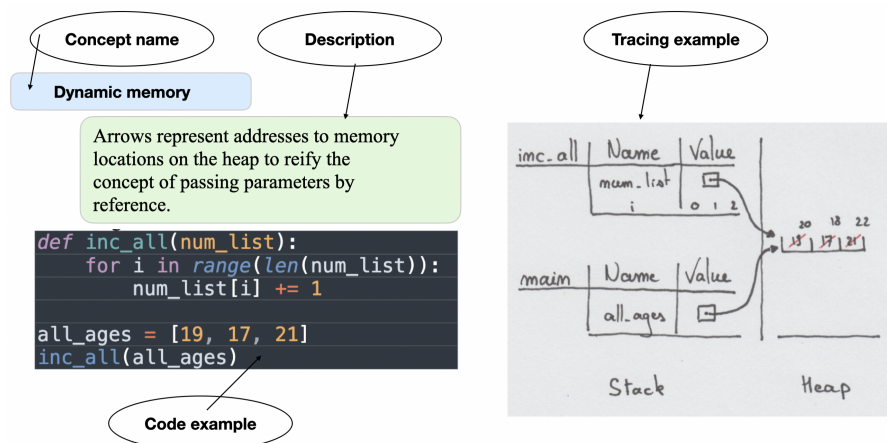 Concept name
Description
Tracing example
Dynamic memory
Arrows represent addresses to memory
locations on the heap to reify the
concept of passing parameters by
reference.
def inc_all(num_list):
    for i in range(len(num_list)):
        num_list[i] += 1
all_ages = [19, 17, 21]
inc_all(all_ages)
Code example
inc_all Name Value
num_list
i 0 1 2
20 18 22
19 17 21
main Name Value
all_ages
Stack Heap